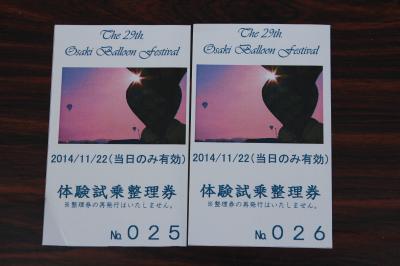 The 29th.
Osaki Balloon Festival
2014/11/22(当日のみ有効)
体験試乗整理券
※整理券の再発行はいたしません。
No. 025
The 29th.
Osaki Balloon Festival
2014/11/22(当日のみ有効)
体験試乗整理券
※整理券の再発行はいたしません。
No. 026